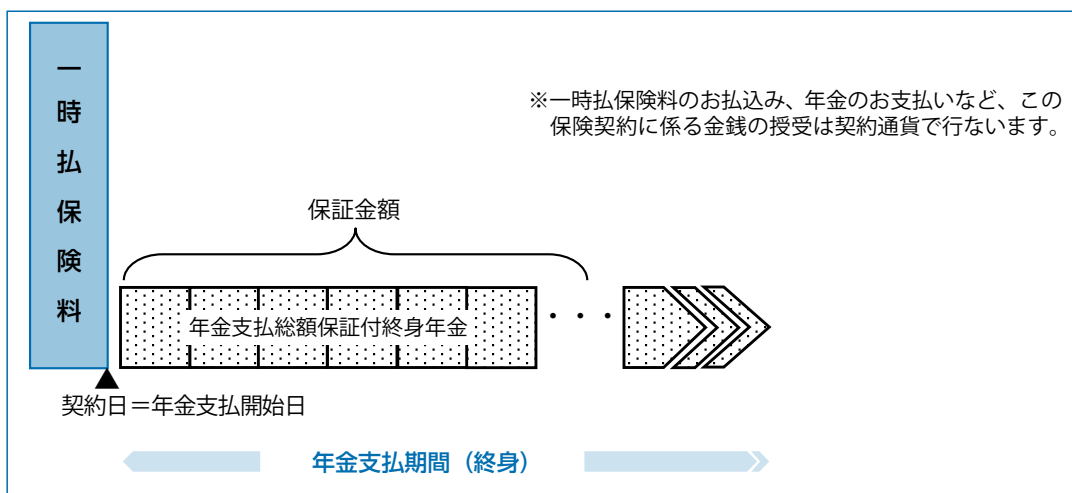 一時払保険料
※一時払保険料のお払込み、年金のお支払いなど、この
保険契約に係る金銭の授受は契約通貨で行ないます。
保証金額
年金支払総額保証付終身年金
・・・
契約日＝年金支払開始日
年金支払期間（終身）